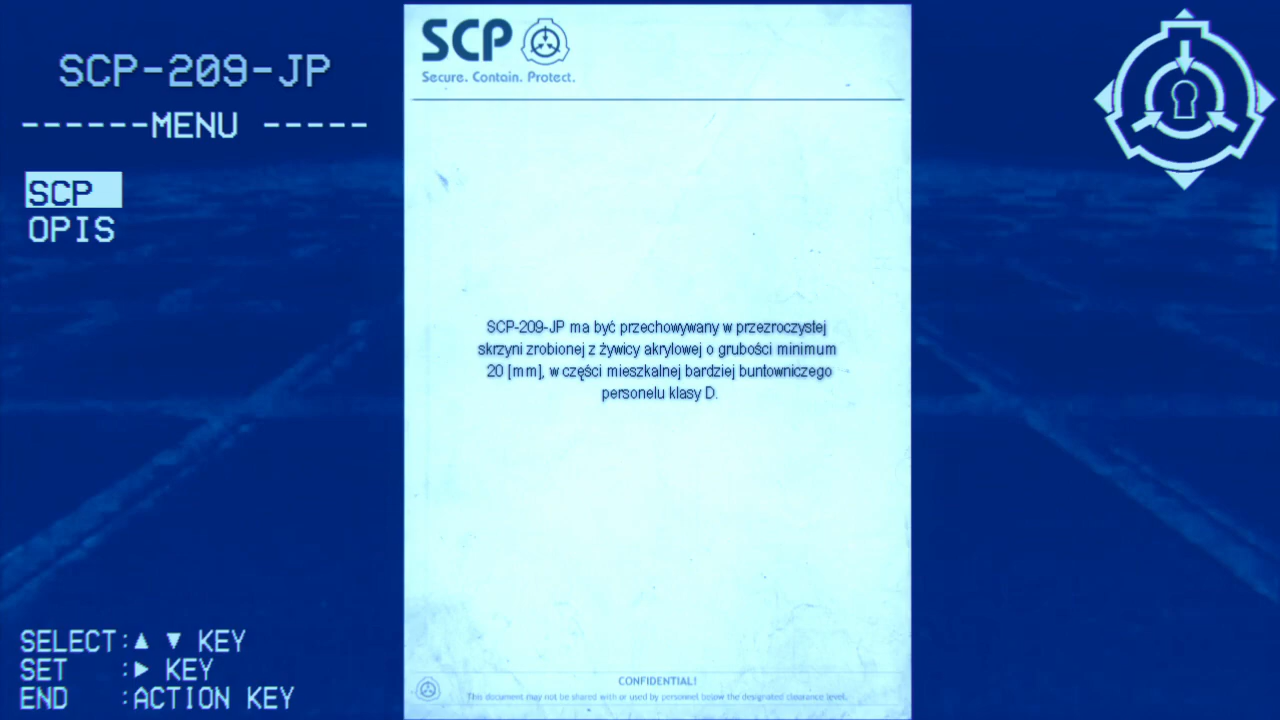 SCP-209-JP
------MENU -----
SCP
OPIS
SELECT:▲ ▼ KEY
SET :► KEY
END :ACTION KEY
SCP
Secure. Contain. Protect.
SCP-209-JP ma być przechowywany w przezroczystej
skrzyni zrobionej z żywicy akrylowej o grubości minimum
20 [mm], w części mieszkalnej bardziej buntowniczego
personelu klasy D.
CONFIDENTIAL!
This document may not be shared with or used by personnel below the designated clearance level.